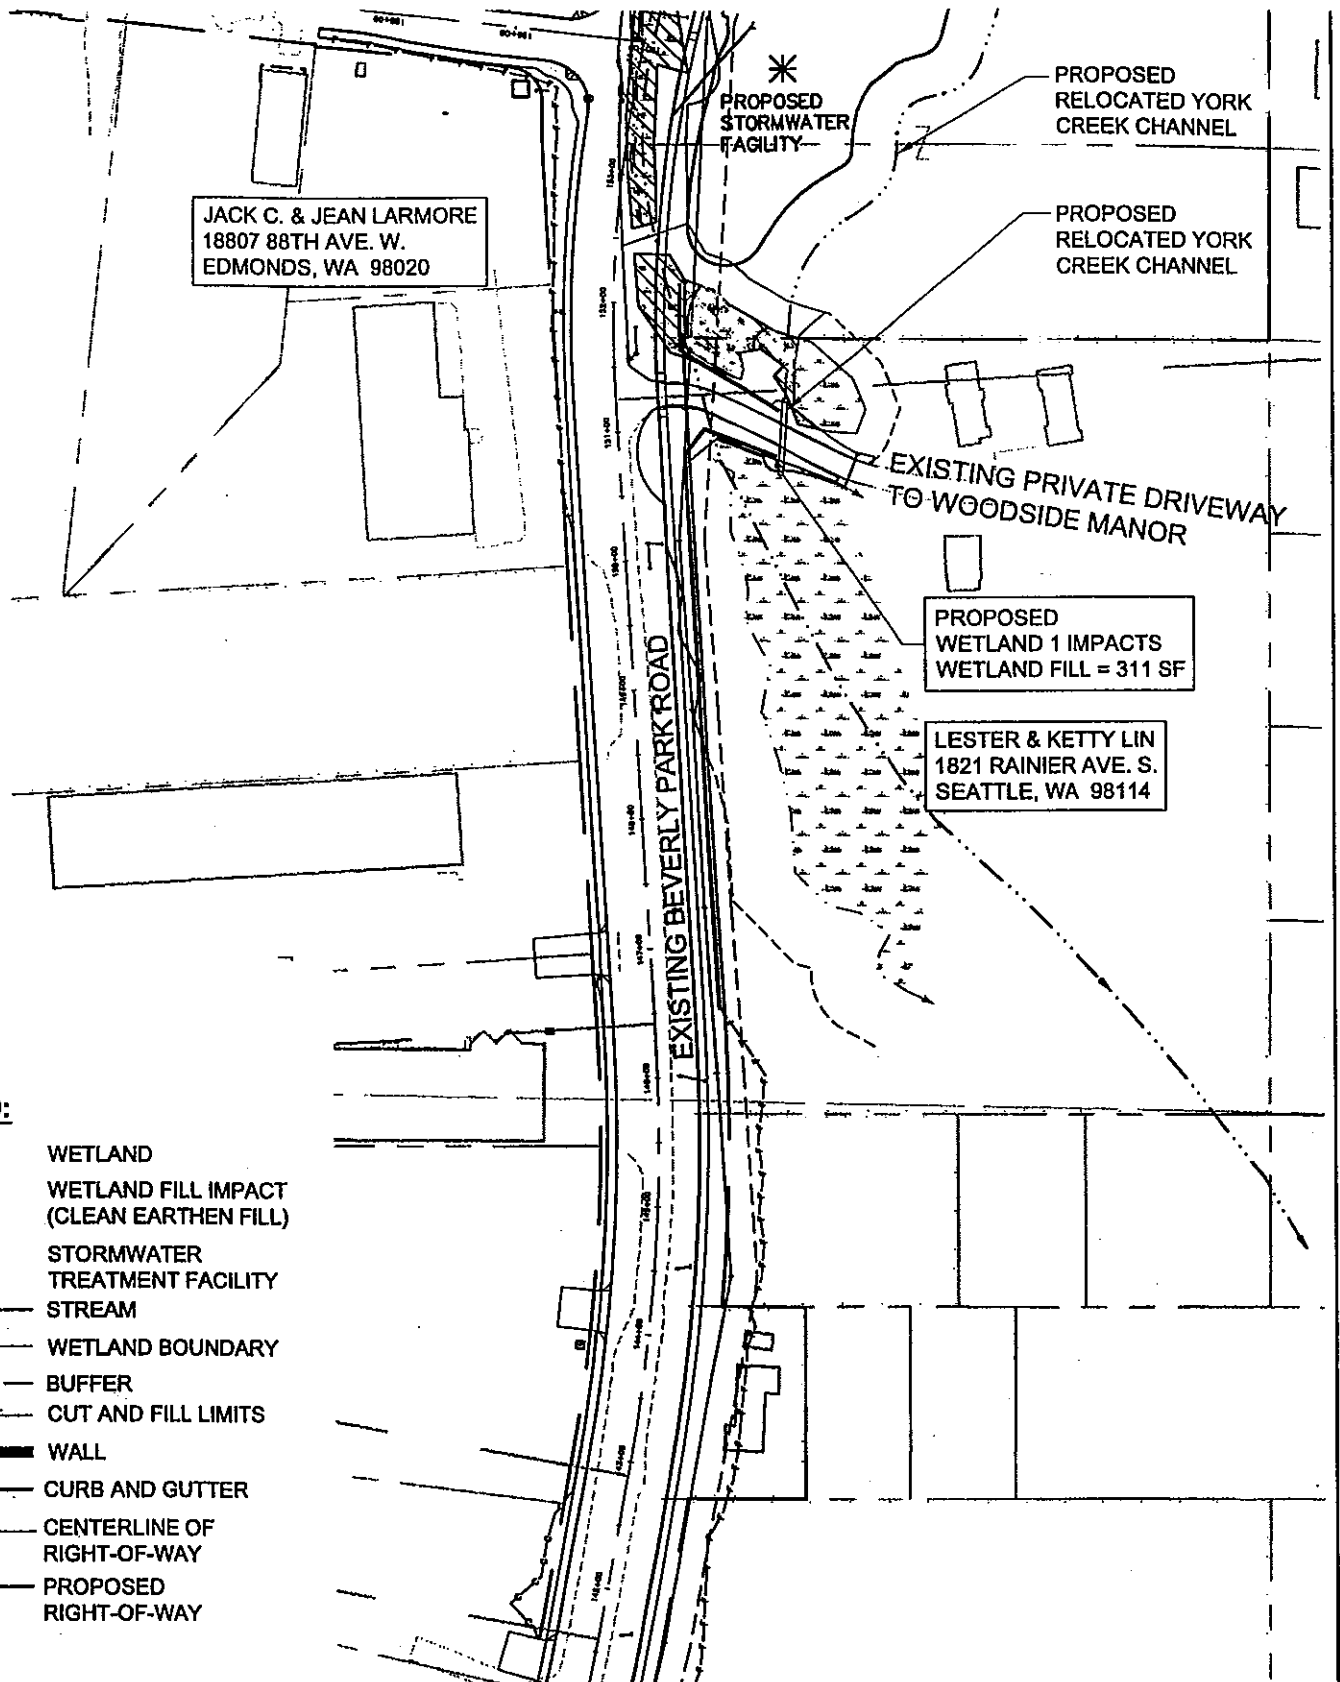 PROPOSED
STORMWATER
FACILITY
PROPOSED
RELOCATED YORK
CREEK CHANNEL
PROPOSED
RELOCATED YORK
CREEK CHANNEL
JACK C. & JEAN LARMORE
18807 88TH AVE. W.
EDMONDS, WA 98020
EXISTING PRIVATE DRIVEWAY
TO WOODSIDE MANOR
PROPOSED
WETLAND 1 IMPACTS
WETLAND FILL = 311 SF
LESTER & KETTY LIN
1821 RAINIER AVE. S.
SEATTLE, WA 98114
EXISTING BEVERLY PARK ROAD
WETLAND
WETLAND FILL IMPACT
(CLEAN EARTHEN FILL)
STORMWATER
TREATMENT FACILITY
STREAM
WETLAND BOUNDARY
BUFFER
CUT AND FILL LIMITS
WALL
CURB AND GUTTER
CENTERLINE OF
RIGHT-OF-WAY
PROPOSED
RIGHT-OF-WAY